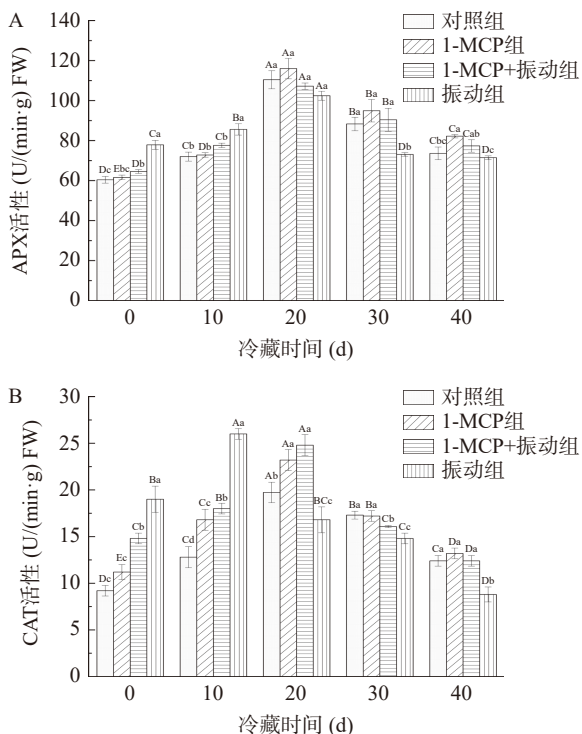 A
APX活性 (U/(min·g) FW)
140
120
100
80
60
40
20
0
对照组
1-MCP组
1-MCP+振动组
振动组
Dc Ebc Db Ca
Cb Db Cb Ba
Aa Aa Aa Aa
Ba Ba Ba Db
Cbc Ca Cab Dc
0 10 20 30 40
冷藏时间 (d)
B
CAT活性 (U/(min·g) FW)
30
25
20
15
10
5
0
对照组
1-MCP组
1-MCP+振动组
振动组
Dc Ec Cb Ba
Cd Cc Bb Aa
Ab Aa Aa BCc
Ba Ba Cb Cc
Ca Da Da Db
0 10 20 30 40
冷藏时间 (d)